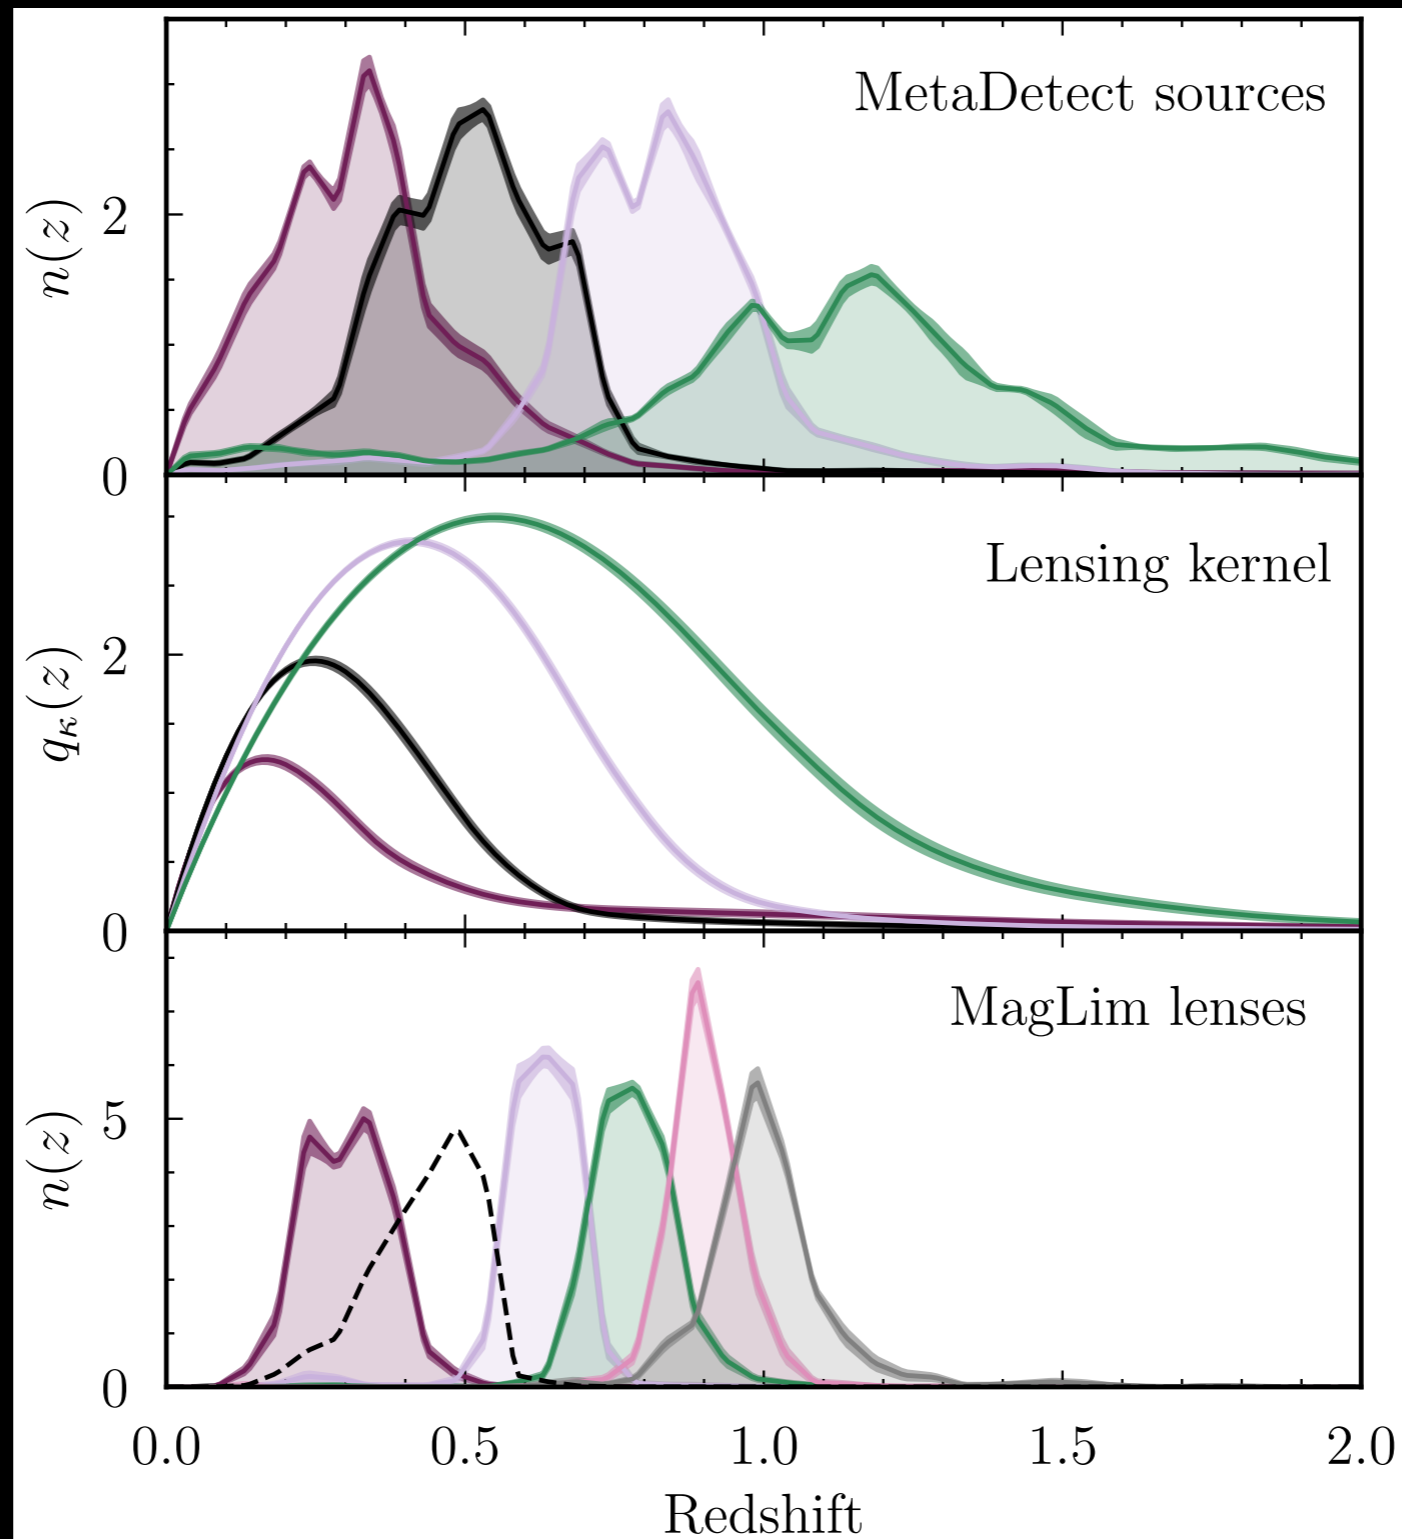 MetaDetect sources
n(z)
2
0
Lensing kernel
qκ(z)
2
0
MagLim lenses
n(z)
5
0
0.0 0.5 1.0 1.5 2.0
Redshift